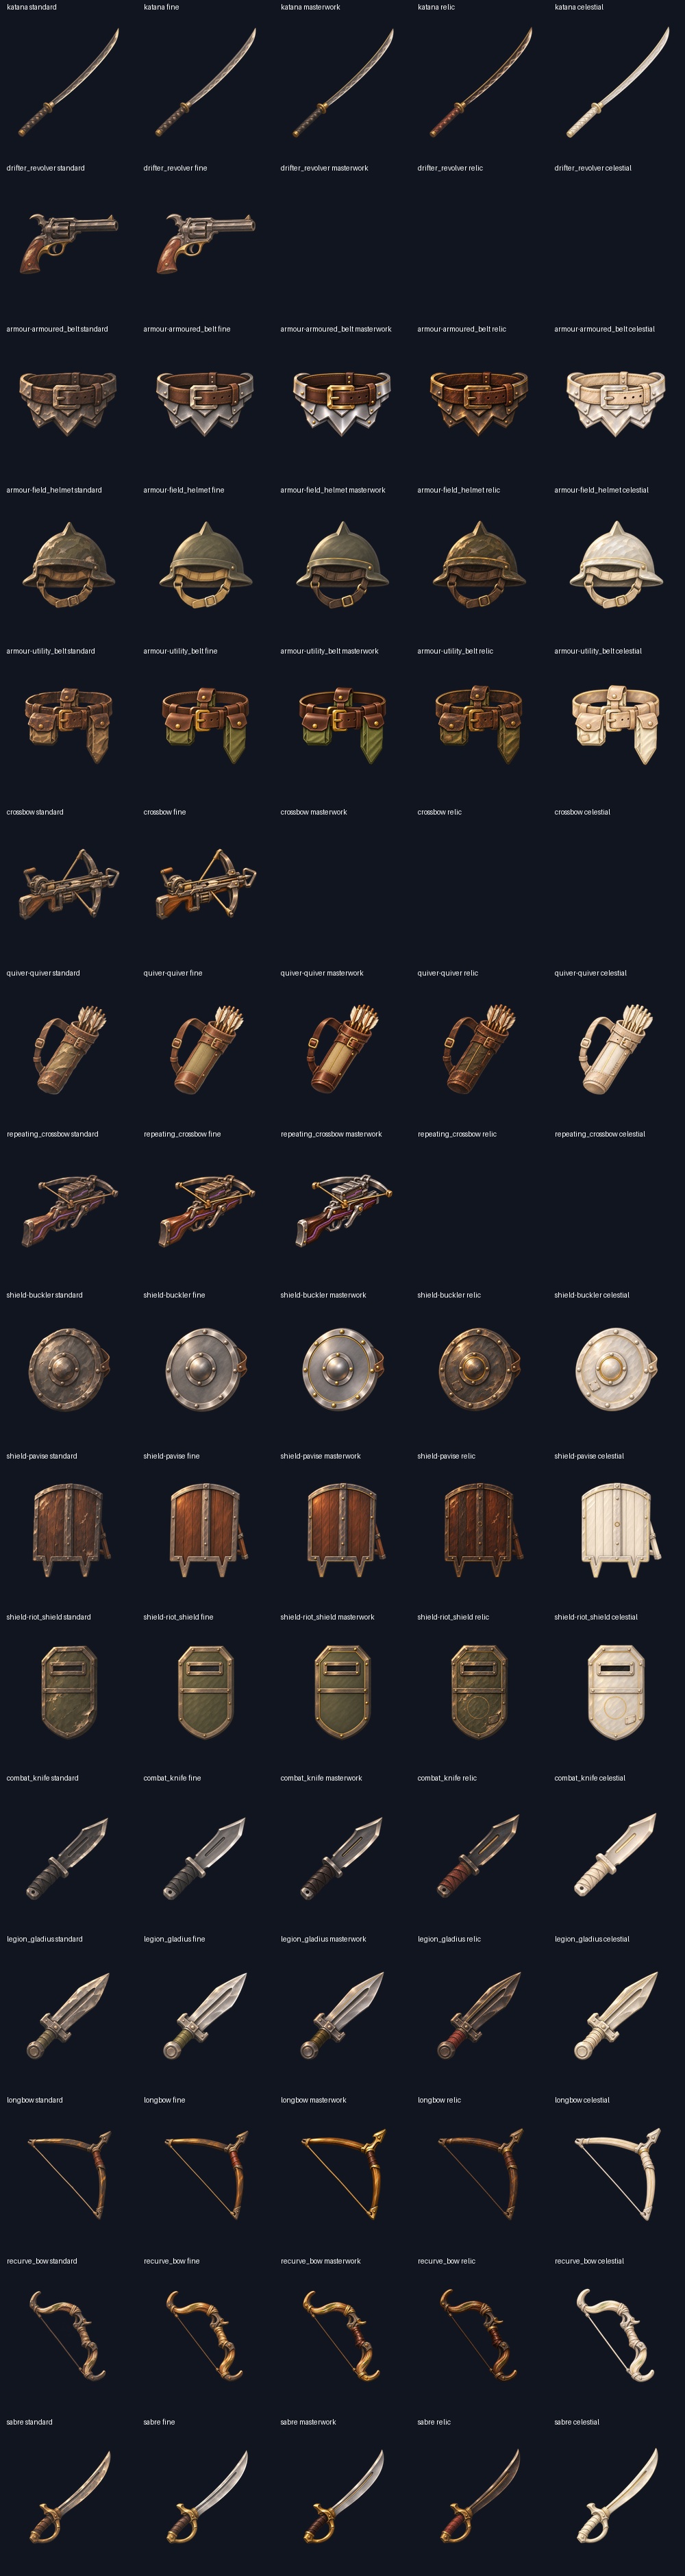 katana standard katana fine katana masterwork katana relic katana celestial
drifter_revolver standard drifter_revolver fine drifter_revolver masterwork drifter_revolver relic drifter_revolver celestial
armour-armoured_belt standard armour-armoured_belt fine armour-armoured_belt masterwork armour-armoured_belt relic armour-armoured_belt celestial
armour-field_helmet standard armour-field_helmet fine armour-field_helmet masterwork armour-field_helmet relic armour-field_helmet celestial
armour-utility_belt standard armour-utility_belt fine armour-utility_belt masterwork armour-utility_belt relic armour-utility_belt celestial
crossbow standard crossbow fine crossbow masterwork crossbow relic crossbow celestial
quiver-quiver standard quiver-quiver fine quiver-quiver masterwork quiver-quiver relic quiver-quiver celestial
repeating_crossbow standard repeating_crossbow fine repeating_crossbow masterwork repeating_crossbow relic repeating_crossbow celestial
shield-buckler standard shield-buckler fine shield-buckler masterwork shield-buckler relic shield-buckler celestial
shield-pavise standard shield-pavise fine shield-pavise masterwork shield-pavise relic shield-pavise celestial
shield-riot_shield standard shield-riot_shield fine shield-riot_shield masterwork shield-riot_shield relic shield-riot_shield celestial
combat_knife standard combat_knife fine combat_knife masterwork combat_knife relic combat_knife celestial
legion_gladius standard legion_gladius fine legion_gladius masterwork legion_gladius relic legion_gladius celestial
longbow standard longbow fine longbow masterwork longbow relic longbow celestial
recurve_bow standard recurve_bow fine recurve_bow masterwork recurve_bow relic recurve_bow celestial
sabre standard sabre fine sabre masterwork sabre relic sabre celestial